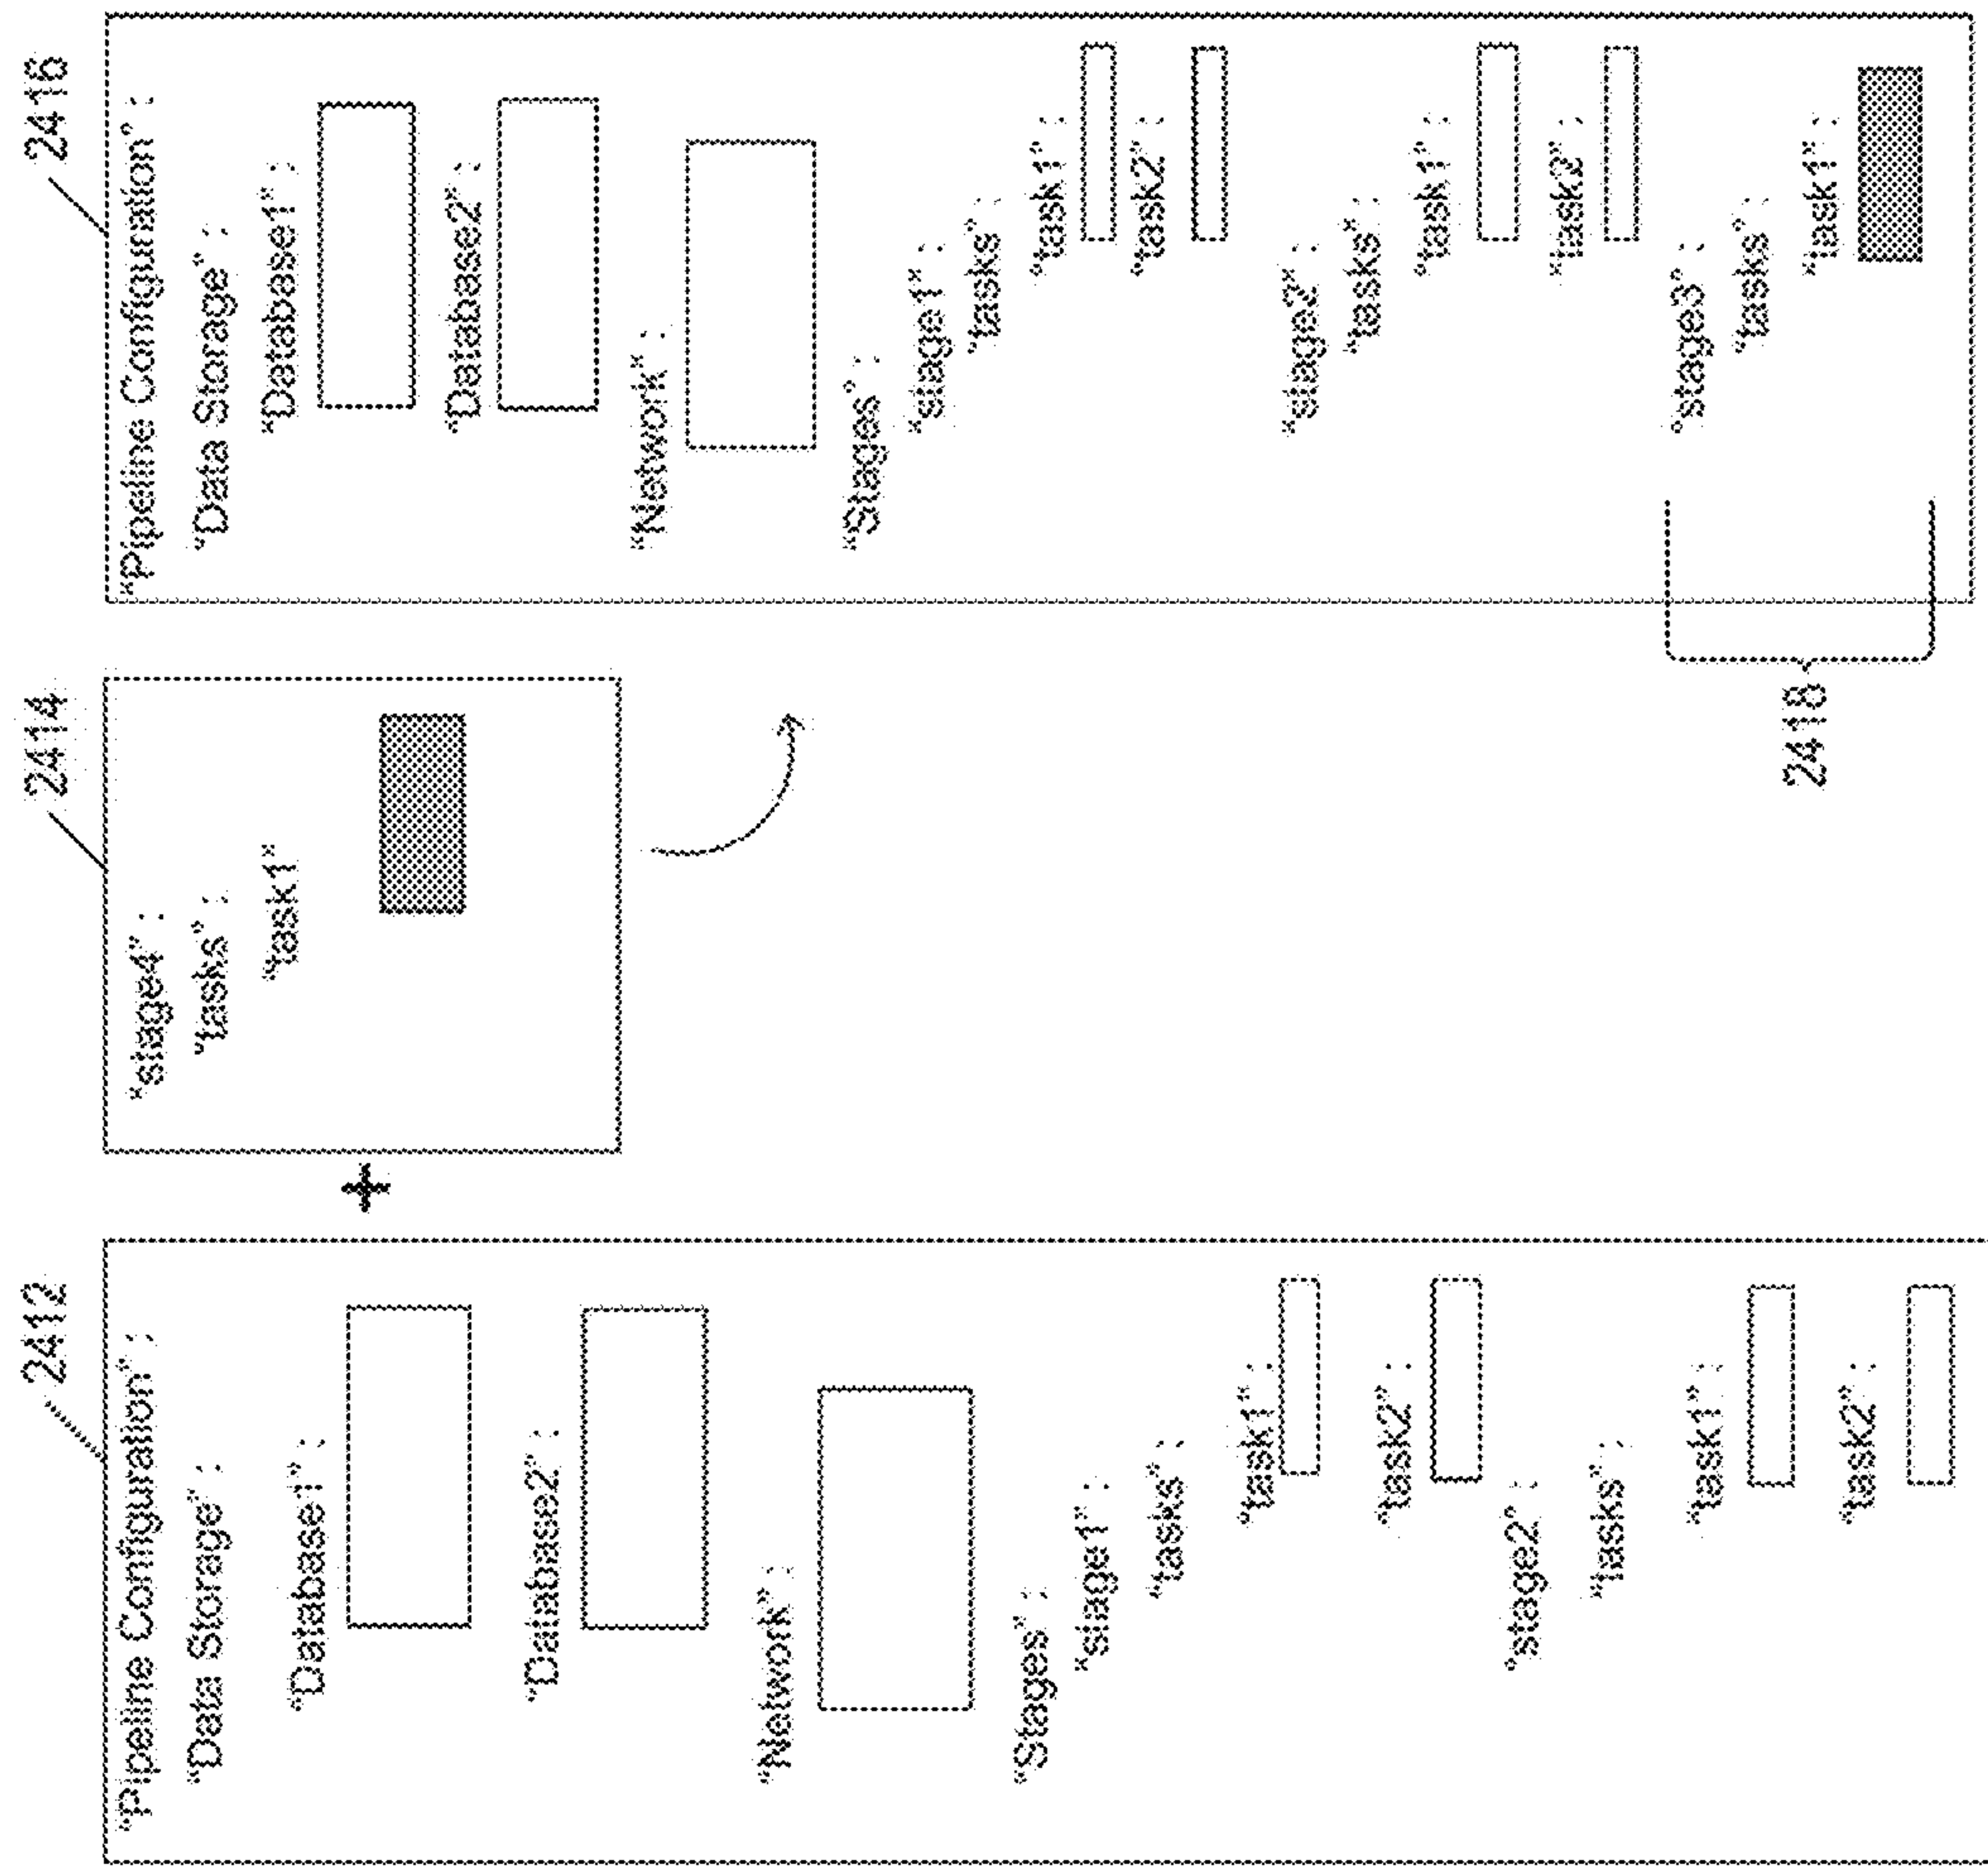 2412
"Pipeline Configuration" :
"Data Storage" :
"Database1" :
"Database2" :
"Network" :
"Stages" :
"stage1" :
"tasks" :
"task1" :
"task2" :
"stage2" :
"tasks" :
"task1" :
"task2" :
+
2414
"stage4" :
"tasks" :
"task1"
2416
"Pipeline Configuration" :
"Data Storage" :
"Database1" :
"Database2" :
"Network" :
"Stages" :
"stage1" :
"tasks" :
"task1" :
"task2" :
"stage2" :
"tasks" :
"task1" :
"task2" :
"stage3" :
"tasks" :
"task1" :
2418